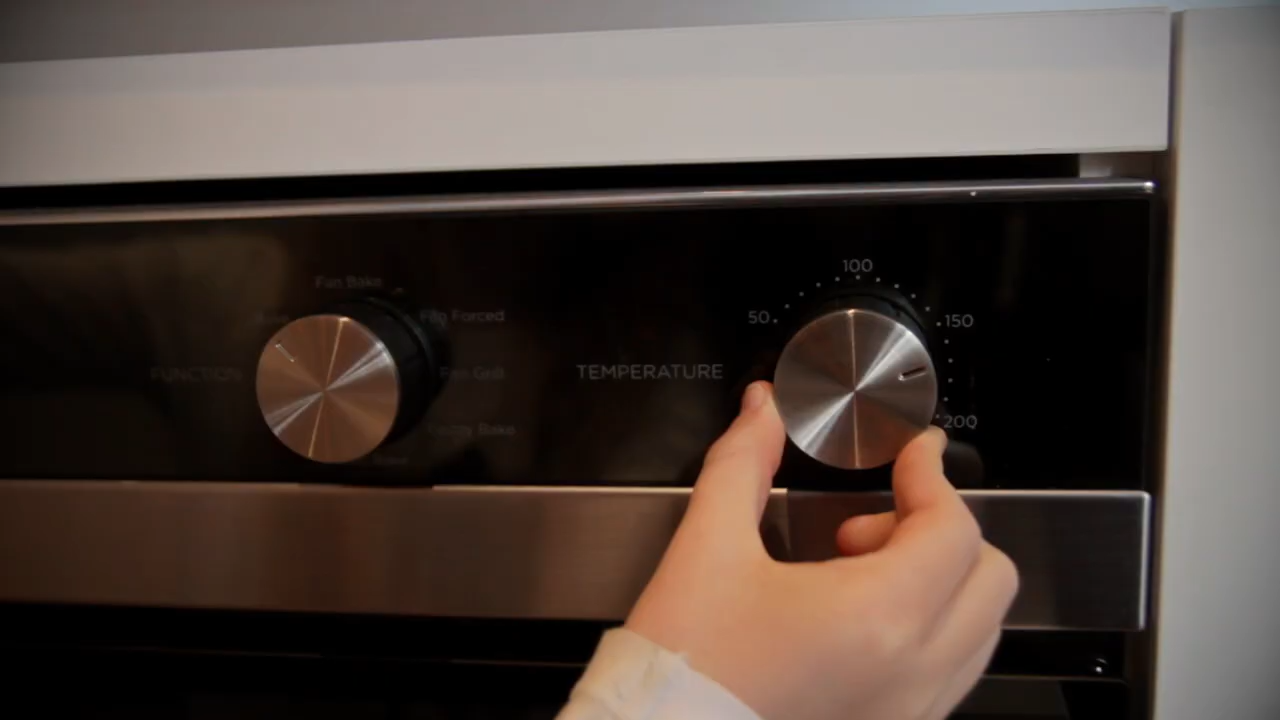 Fan Bake
Fan Forced
FUNCTION
Fan Grill
TEMPERATURE
50
100
150
200